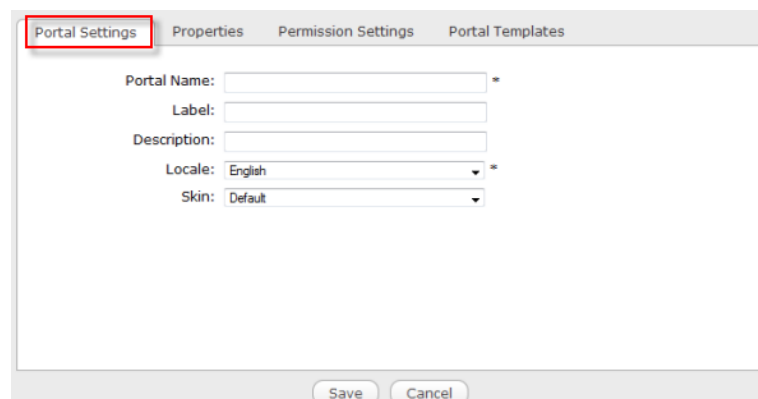 Portal Settings Properties Permission Settings Portal Templates
Portal Name: *
Label:
Description:
Locale: English *
Skin: Default
Save Cancel